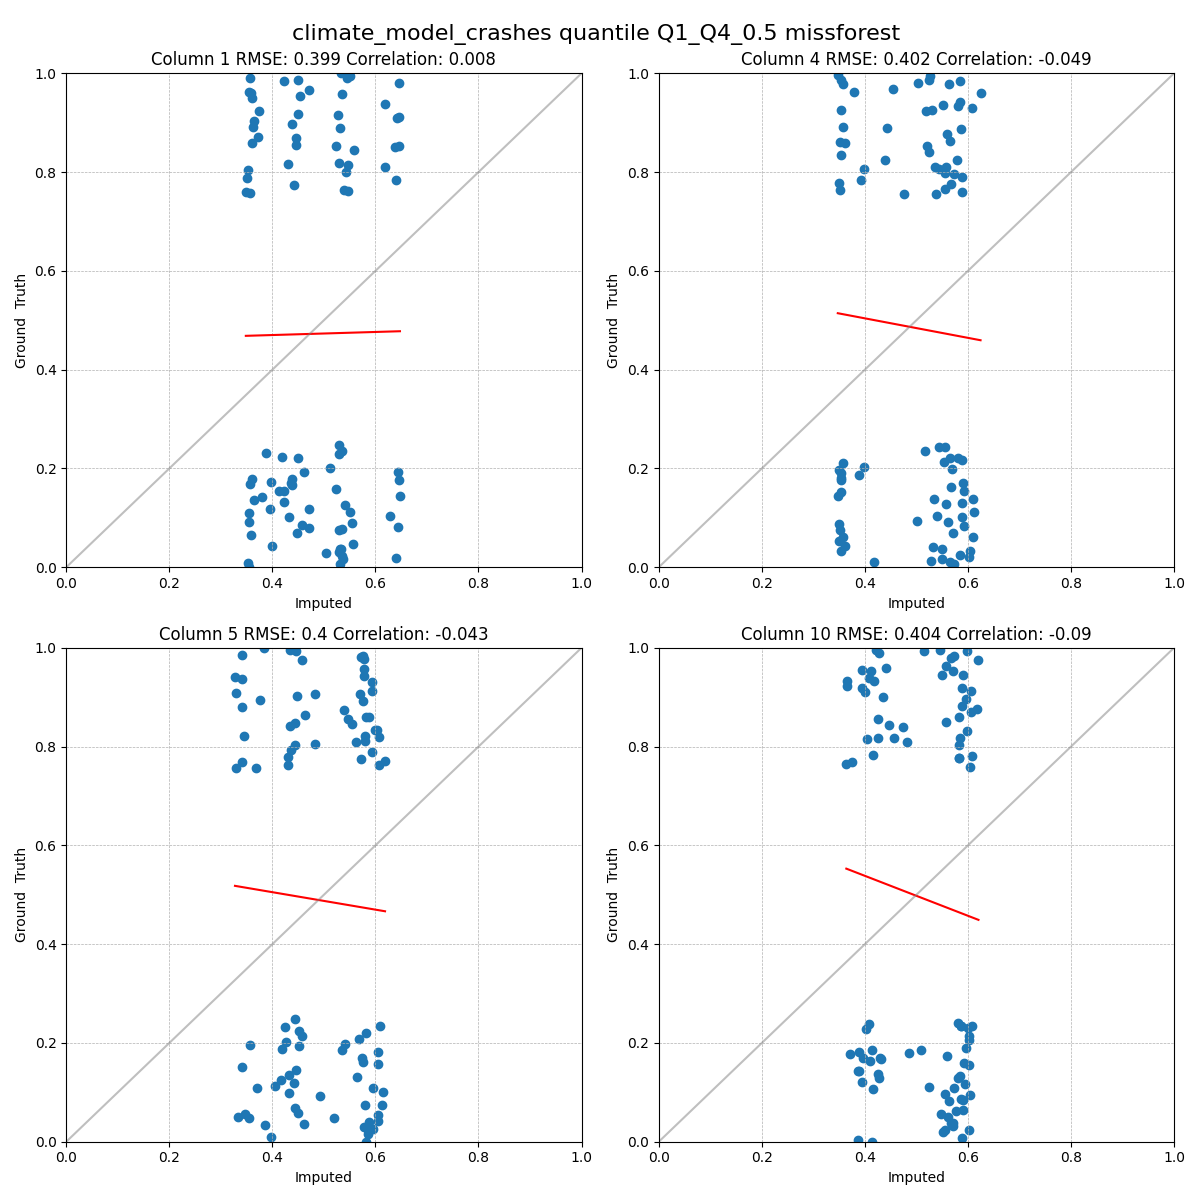 climate_model_crashes quantile Q1_Q4_0.5 missforest
Column 1 RMSE: 0.399 Correlation: 0.008
1.0
0.8
0.6
0.4
0.2
0.0
Ground Truth
0.0 0.2 0.4 0.6 0.8 1.0
Imputed
Column 4 RMSE: 0.402 Correlation: -0.049
1.0
0.8
0.6
0.4
0.2
0.0
Ground Truth
0.0 0.2 0.4 0.6 0.8 1.0
Imputed
Column 5 RMSE: 0.4 Correlation: -0.043
1.0
0.8
0.6
0.4
0.2
0.0
Ground Truth
0.0 0.2 0.4 0.6 0.8 1.0
Imputed
Column 10 RMSE: 0.404 Correlation: -0.09
1.0
0.8
0.6
0.4
0.2
0.0
Ground Truth
0.0 0.2 0.4 0.6 0.8 1.0
Imputed